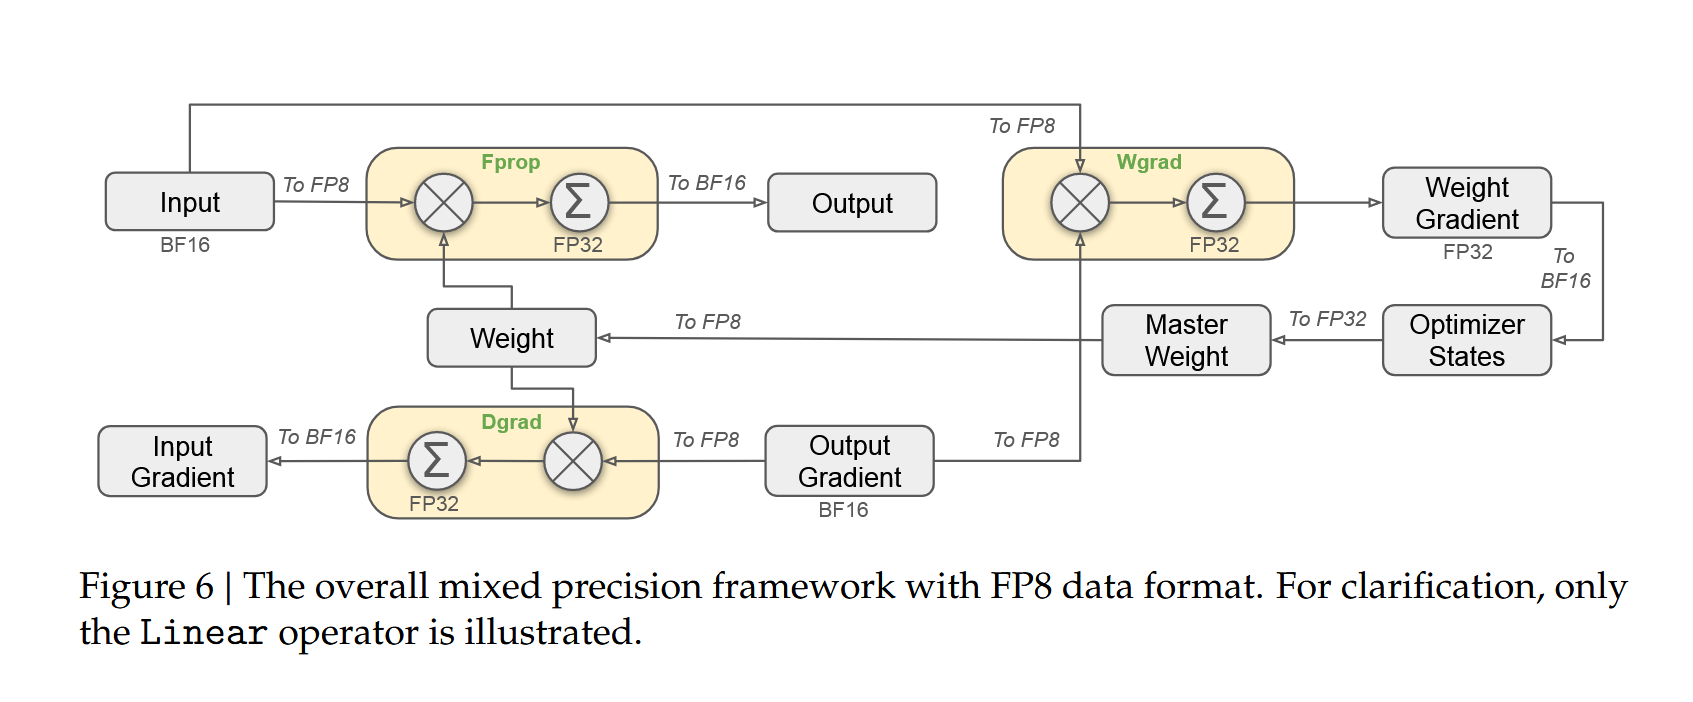 To FP8
Fprop
Wgrad
Input
To FP8
Σ
FP32
To BF16
Output
BF16
Σ
FP32
Weight
Gradient
FP32
To
BF16
Weight
To FP8
Master
Weight
To FP32
Optimizer
States
Dgrad
Input
Gradient
To BF16
Σ
FP32
To FP8
Output
Gradient
BF16
To FP8
Figure 6 | The overall mixed precision framework with FP8 data format. For clarification, only
the Linear operator is illustrated.